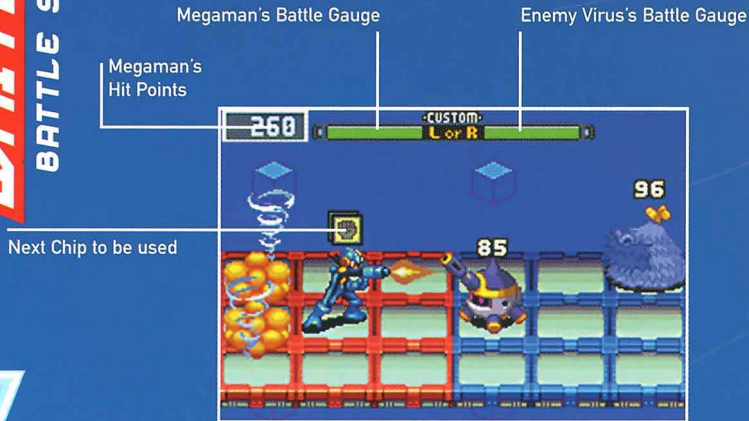 Megaman's Battle Gauge
Enemy Virus's Battle Gauge
Megaman's
Hit Points
BATTLE S
260
CUSTOM
L or R
96
85
Next Chip to be used